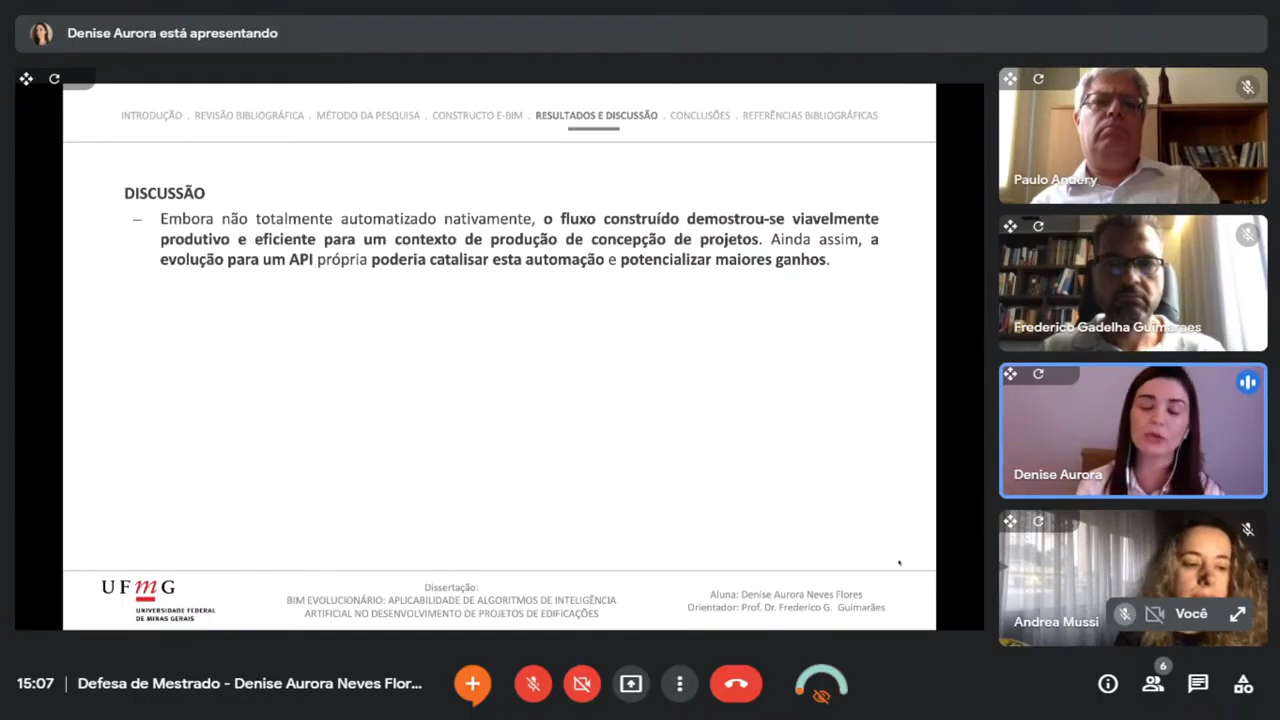 Denise Aurora está apresentando
INTRODUÇÃO . REVISÃO BIBLIOGRÁFICA . MÉTODO DA PESQUISA . CONSTRUCTO E-BIM . RESULTADOS E DISCUSSÃO . CONCLUSÕES . REFERÊNCIAS BIBLIOGRÁFICAS
DISCUSSÃO
– Embora não totalmente automatizado nativamente, o fluxo construído demostrou-se viavelmente
produtivo e eficiente para um contexto de produção de concepção de projetos. Ainda assim, a
evolução para um API própria poderia catalisar esta automação e potencializar maiores ganhos.
UFmG
UNIVERSIDADE FEDERAL
DE MINAS GERAIS
Dissertação:
BIM EVOLUCIONÁRIO: APLICABILIDADE DE ALGORITMOS DE INTELIGÊNCIA
ARTIFICIAL NO DESENVOLVIMENTO DE PROJETOS DE EDIFICAÇÕES
Aluna: Denise Aurora Neves Flores
Orientador: Prof. Dr. Frederico G. Guimarães
Paulo Andery
Frederico Gadelha Guimaraes
Denise Aurora
Andrea Mussi
Você
15:07 | Defesa de Mestrado - Denise Aurora Neves Flor...
6